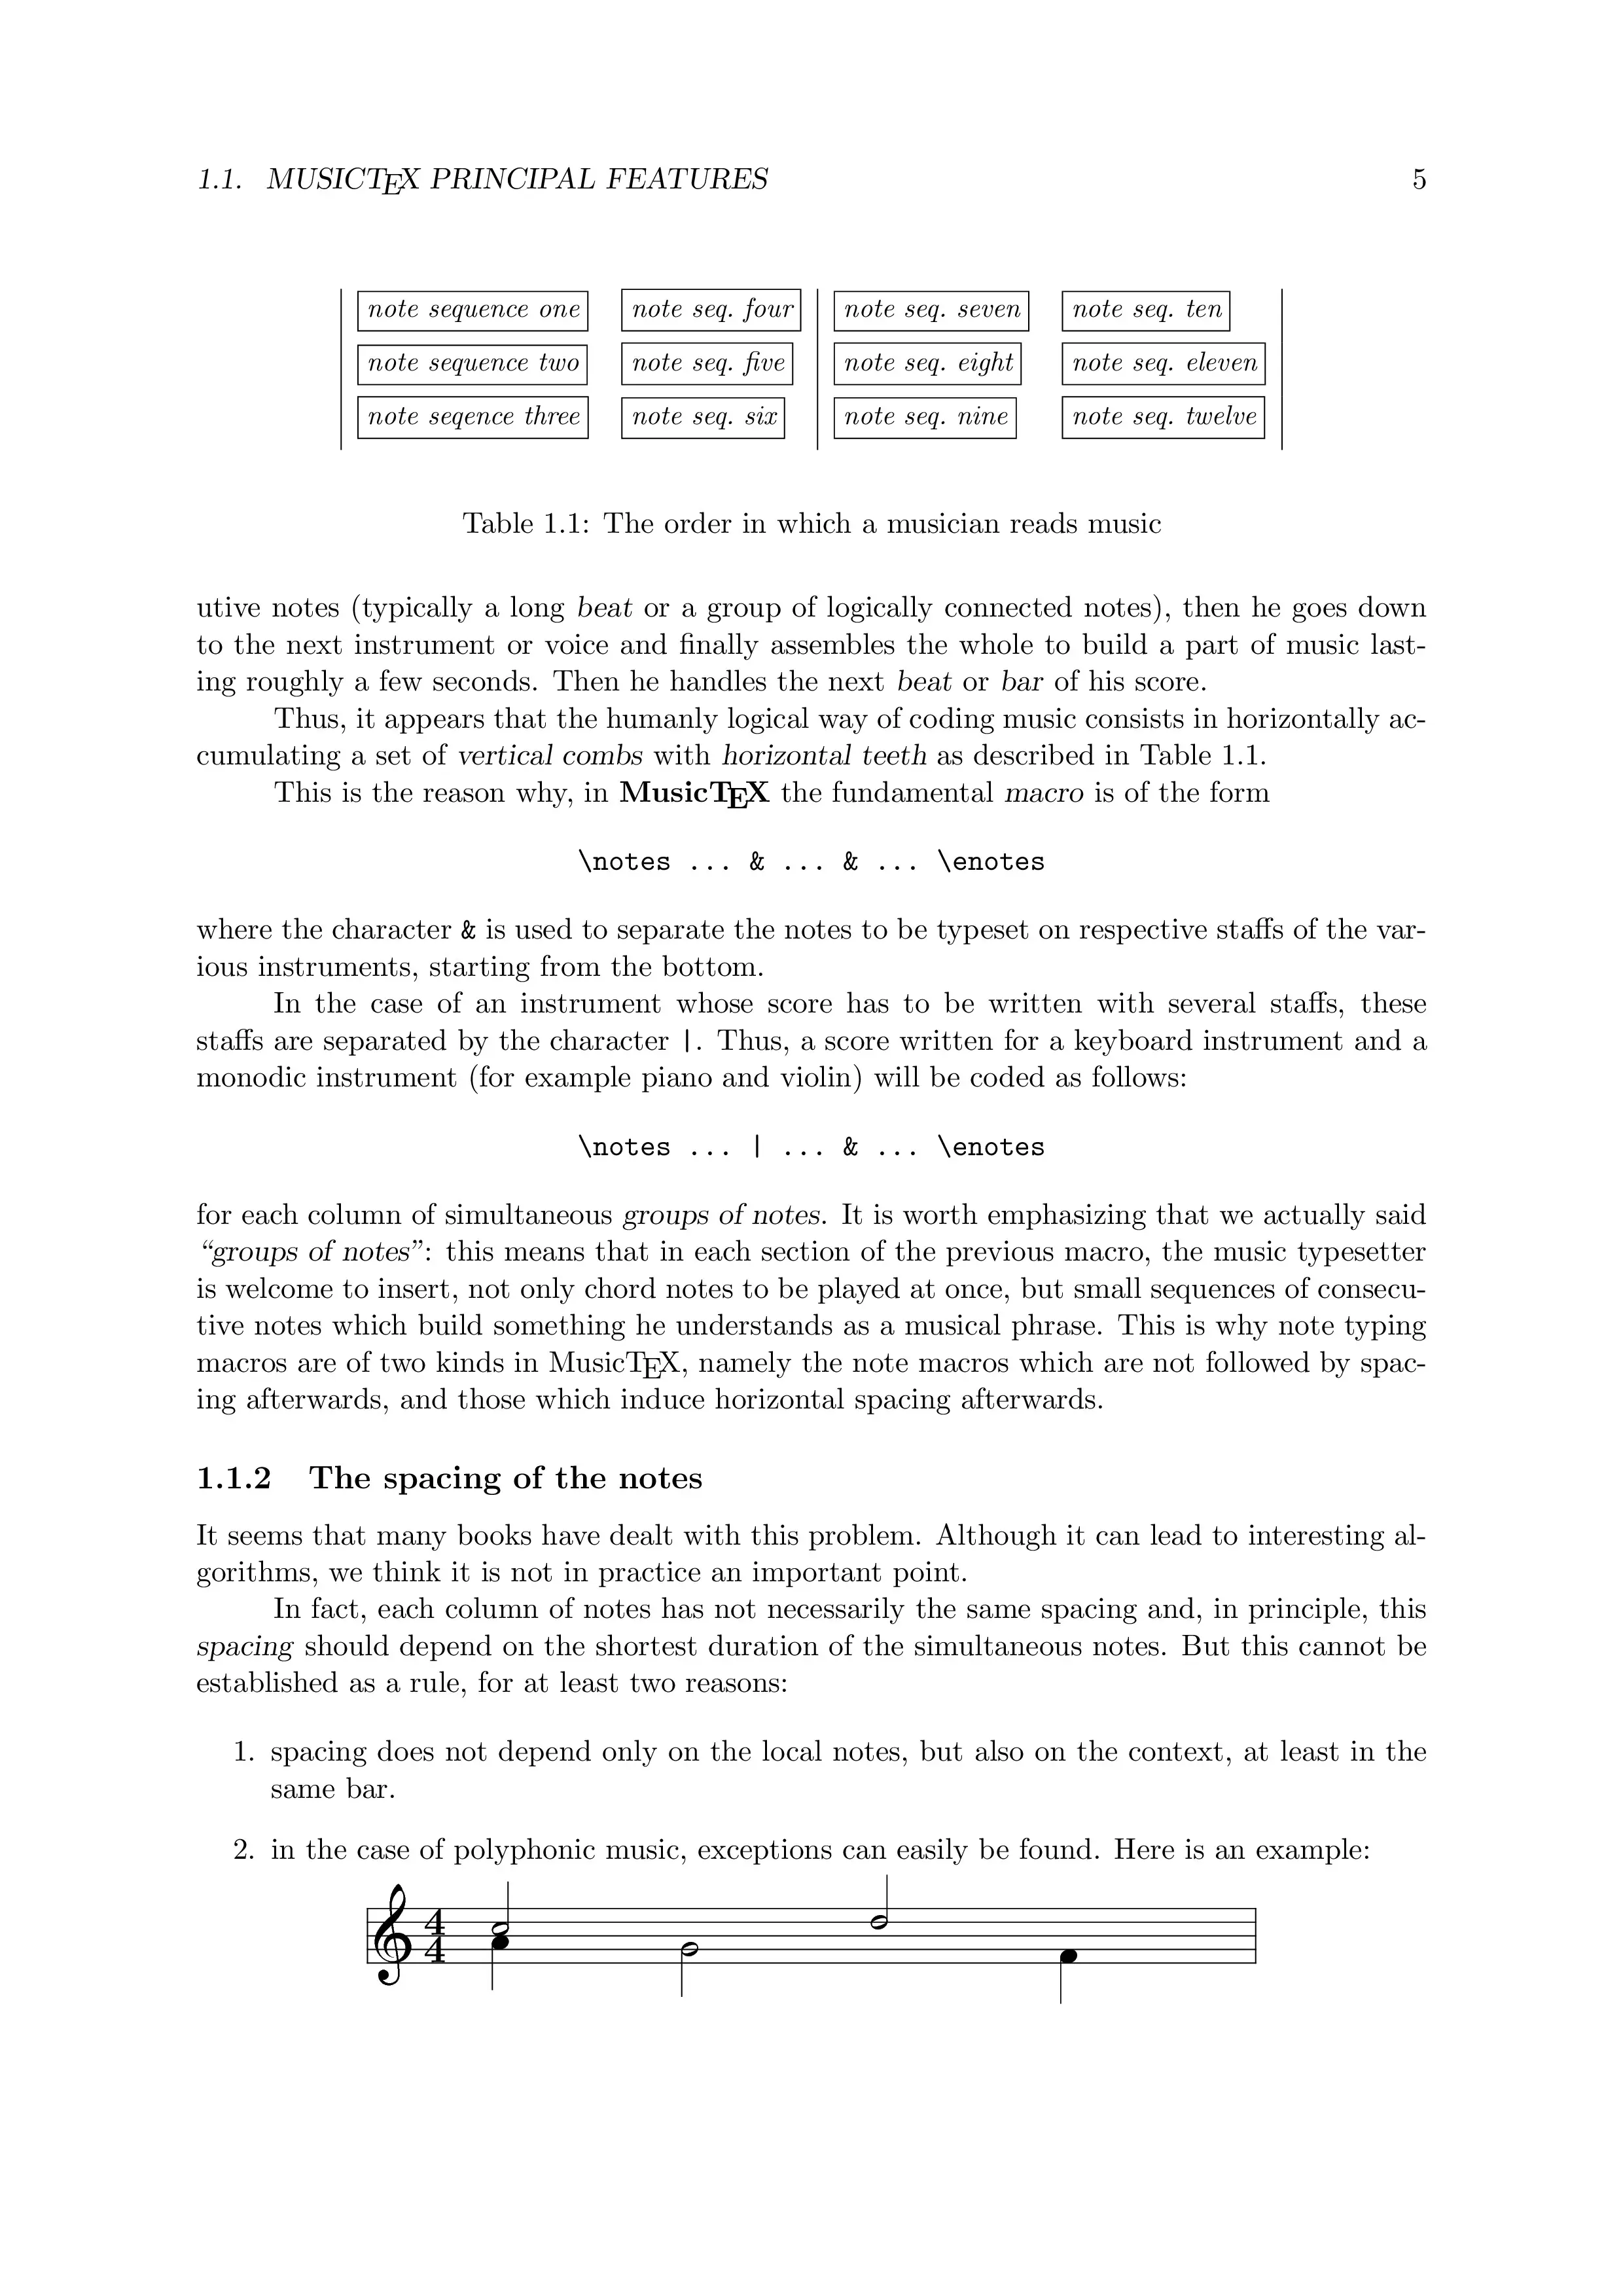 1.1. MUSICTEX PRINCIPAL FEATURES 5
note sequence one note seq. four note seq. seven note seq. ten
note sequence two note seq. five note seq. eight note seq. eleven
note seqence three note seq. six note seq. nine note seq. twelve
Table 1.1: The order in which a musician reads music
utive notes (typically a long beat or a group of logically connected notes), then he goes down
to the next instrument or voice and finally assembles the whole to build a part of music last-
ing roughly a few seconds. Then he handles the next beat or bar of his score.
Thus, it appears that the humanly logical way of coding music consists in horizontally ac-
cumulating a set of vertical combs with horizontal teeth as described in Table 1.1.
This is the reason why, in MusicTEX the fundamental macro is of the form
\notes ... & ... & ... \enotes
where the character & is used to separate the notes to be typeset on respective staffs of the var-
ious instruments, starting from the bottom.
In the case of an instrument whose score has to be written with several staffs, these
staffs are separated by the character |. Thus, a score written for a keyboard instrument and a
monodic instrument (for example piano and violin) will be coded as follows:
\notes ... | ... & ... \enotes
for each column of simultaneous groups of notes. It is worth emphasizing that we actually said
“groups of notes”: this means that in each section of the previous macro, the music typesetter
is welcome to insert, not only chord notes to be played at once, but small sequences of consecu-
tive notes which build something he understands as a musical phrase. This is why note typing
macros are of two kinds in MusicTEX, namely the note macros which are not followed by spac-
ing afterwards, and those which induce horizontal spacing afterwards.
1.1.2 The spacing of the notes
It seems that many books have dealt with this problem. Although it can lead to interesting al-
gorithms, we think it is not in practice an important point.
In fact, each column of notes has not necessarily the same spacing and, in principle, this
spacing should depend on the shortest duration of the simultaneous notes. But this cannot be
established as a rule, for at least two reasons:
1. spacing does not depend only on the local notes, but also on the context, at least in the
same bar.
2. in the case of polyphonic music, exceptions can easily be found. Here is an example:
4
4